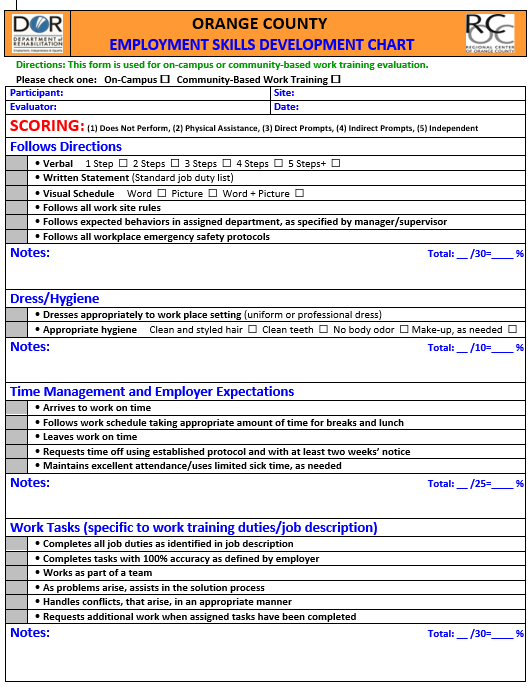 DOR
DEPARTMENT of
REHABILITATION
ORANGE COUNTY
EMPLOYMENT SKILLS DEVELOPMENT CHART
RC
OC
REGIONAL CENTER
OF ORANGE COUNTY
Directions: This form is used for on-campus or community-based work training evaluation.
Please check one: On-Campus ☐ Community-Based Work Training ☐
Participant: Site:
Evaluator: Date:
SCORING: (1) Does Not Perform, (2) Physical Assistance, (3) Direct Prompts, (4) Indirect Prompts, (5) Independent
Follows Directions
• Verbal 1 Step ☐ 2 Steps ☐ 3 Steps ☐ 4 Steps ☐ 5 Steps+ ☐
• Written Statement (Standard job duty list)
• Visual Schedule Word ☐ Picture ☐ Word + Picture ☐
• Follows all work site rules
• Follows expected behaviors in assigned department, as specified by manager/supervisor
• Follows all workplace emergency safety protocols
Notes: Total: __ /30=____ %
Dress/Hygiene
• Dresses appropriately to work place setting (uniform or professional dress)
• Appropriate hygiene Clean and styled hair ☐ Clean teeth ☐ No body odor ☐ Make-up, as needed ☐
Notes: Total: __ /10=____ %
Time Management and Employer Expectations
• Arrives to work on time
• Follows work schedule taking appropriate amount of time for breaks and lunch
• Leaves work on time
• Requests time off using established protocol and with at least two weeks’ notice
• Maintains excellent attendance/uses limited sick time, as needed
Notes: Total: __ /25=____ %
Work Tasks (specific to work training duties/job description)
• Completes all job duties as identified in job description
• Completes tasks with 100% accuracy as defined by employer
• Works as part of a team
• As problems arise, assists in the solution process
• Handles conflicts, that arise, in an appropriate manner
• Requests additional work when assigned tasks have been completed
Notes: Total: __ /30=____ %